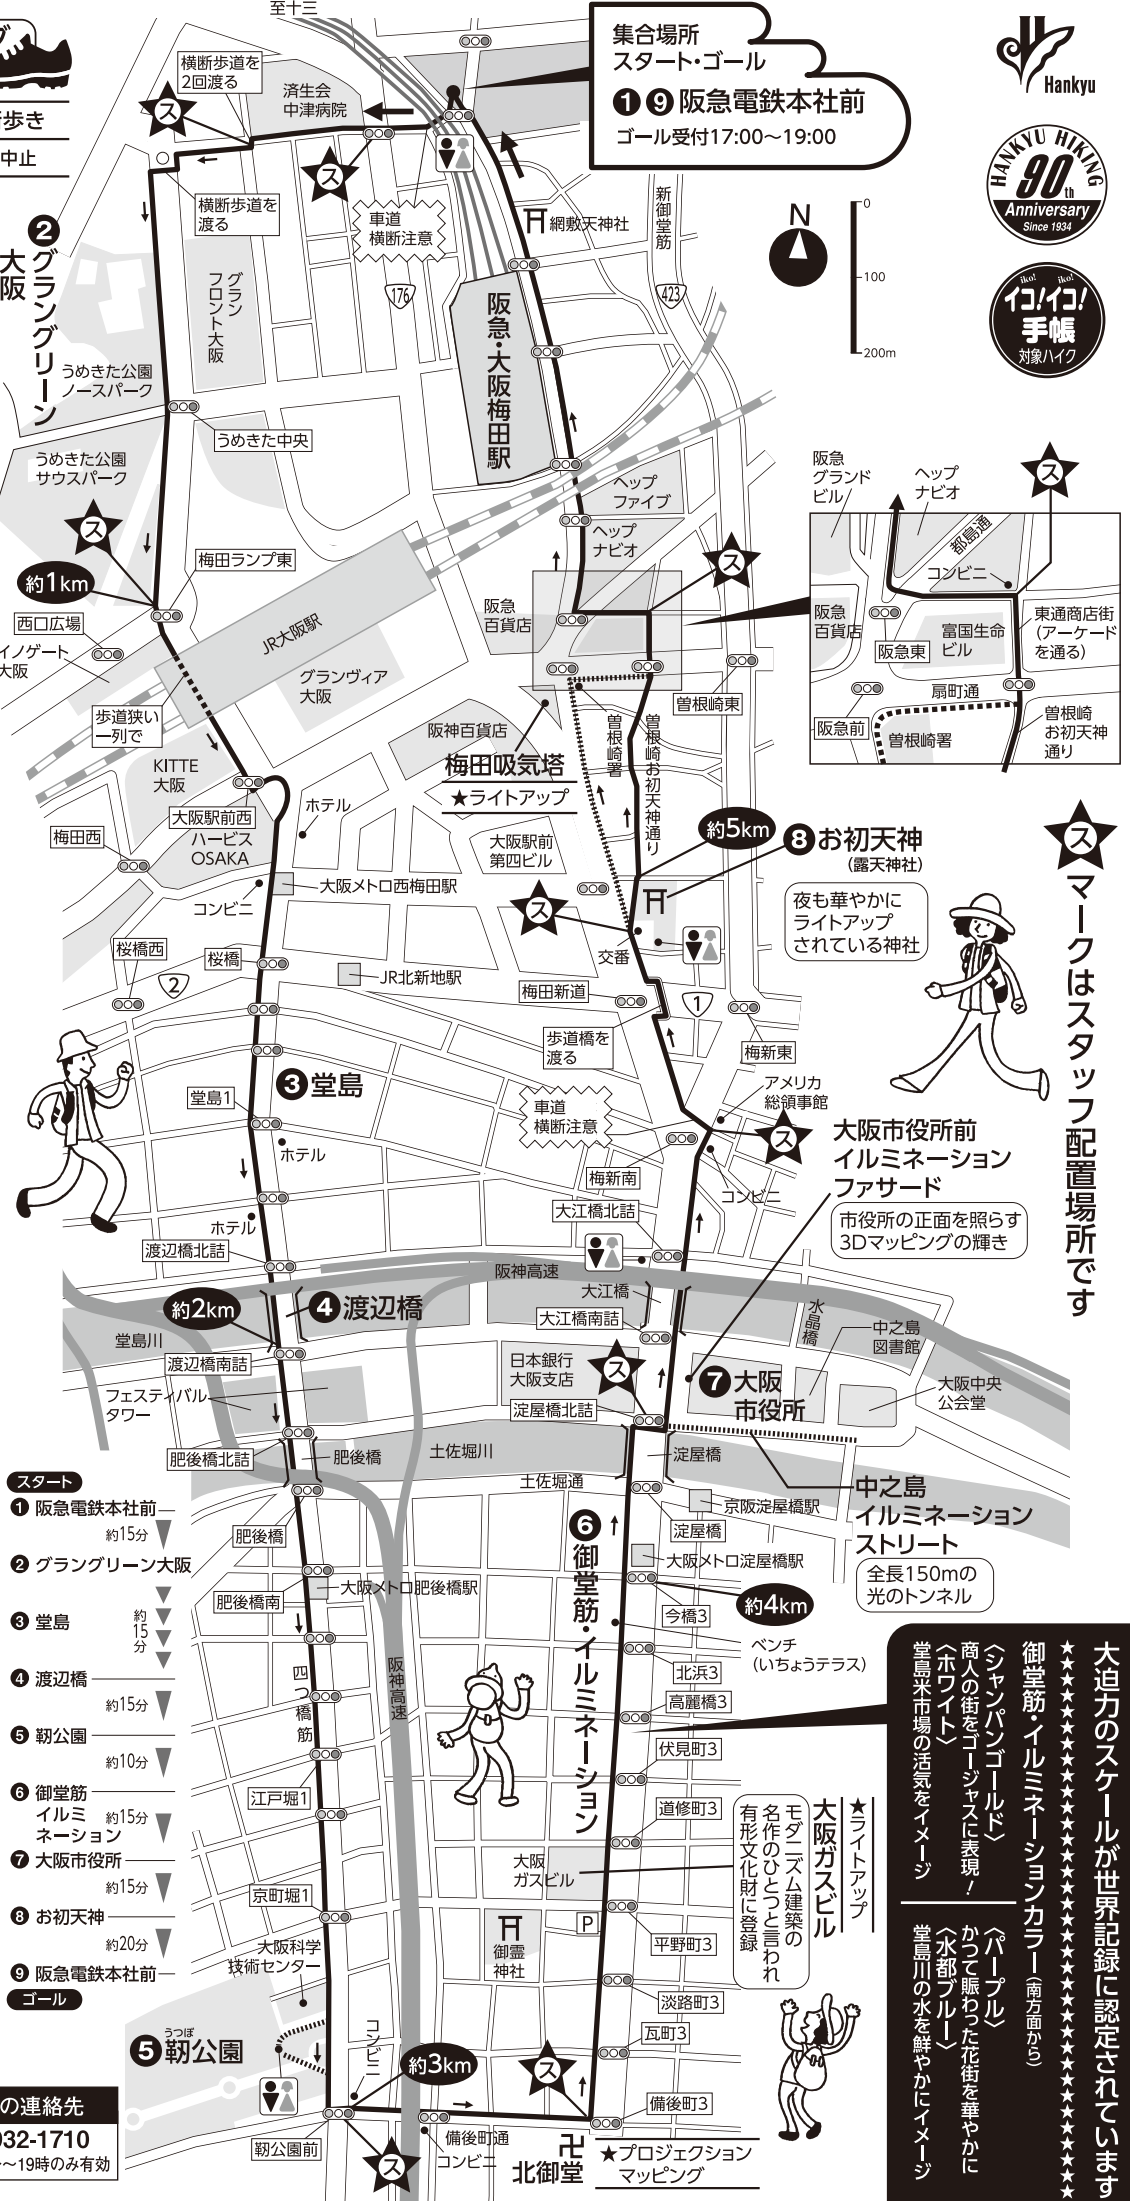 至十三
集合場所
スタート・ゴール
❶❾阪急電鉄本社前
ゴール受付17:00～19:00
Hankyu
HANKYU HIKING
90th
Anniversary
Since 1934
iko! iko!
イコ!イコ!
手帳
対象ハイク
N
0
100
200m
歩き
中止
横断歩道を
2回渡る
ス
済生会
中津病院
ス
横断歩道を
渡る
車道
横断注意
網敷天神社
新御堂筋
176
423
❷グラングリーン
大阪
グラン
フロント大阪
阪急・大阪梅田駅
うめきた公園
ノースパーク
うめきた中央
うめきた公園
サウスパーク
ス
約1km
梅田ランプ東
西口広場
イノゲート
大阪
JR大阪駅
グランヴィア
大阪
歩道狭い
一列で
KITTE
大阪
ヘップ
ファイブ
ヘップ
ナビオ
ス
阪急
百貨店
曽根崎東
阪神百貨店
梅田吸気塔
★ライトアップ
曽根崎署
曽根崎お初天神通り
阪急
グランド
ビル
ヘップ
ナビオ
ス
都島通
コンビニ
阪急
百貨店
阪急東
富国生命
ビル
東通商店街
(アーケード
を通る)
扇町通
阪急前
曽根崎署
曽根崎
お初天神
通り
大阪駅前西
ハービス
OSAKA
ホテル
梅田西
コンビニ
大阪メトロ西梅田駅
大阪駅前
第四ビル
約5km
❽お初天神
(露天神社)
夜も華やかに
ライトアップ
されている神社
ス
交番
桜橋西
桜橋
2
JR北新地駅
梅田新道
1
歩道橋を
渡る
梅新東
スマークはスタッフ配置場所です
❸堂島
堂島1
ホテル
車道
横断注意
アメリカ
総領事館
ス
梅新南
コンビニ
大阪市役所前
イルミネーション
ファサード
市役所の正面を照らす
3Dマッピングの輝き
ホテル
渡辺橋北詰
大江橋北詰
阪神高速
約2km
❹渡辺橋
大江橋
大江橋南詰
水晶橋
中之島
図書館
堂島川
渡辺橋南詰
日本銀行
大阪支店
ス
❼大阪
市役所
大阪中央
公会堂
フェスティバル
タワー
淀屋橋北詰
肥後橋北詰
肥後橋
土佐堀川
淀屋橋
土佐堀通
中之島
イルミネーション
ストリート
全長150mの
光のトンネル
京阪淀屋橋駅
淀屋橋
肥後橋
大阪メトロ淀屋橋駅
大阪メトロ肥後橋駅
肥後橋南
今橋3
約4km
❻御堂筋・イルミネーション
ベンチ
(いちょうテラス)
北浜3
高麗橋3
伏見町3
道修町3
四つ橋筋
阪神高速
江戸堀1
京町堀1
大阪
ガスビル
★ライトアップ
大阪ガスビル
モダニズム建築の
名作のひとつと言われ
有形文化財に登録
P
平野町3
御霊
神社
淡路町3
瓦町3
大阪科学
技術センター
❺靭公園
うつぼ
コンビニ
約3km
ス
備後町3
靭公園前
ス
備後町通
コンビニ
北御堂
★プロジェクション
マッピング
スタート
❶阪急電鉄本社前
約15分
❷グラングリーン大阪
約15分
❸堂島
❹渡辺橋
約15分
❺靭公園
約10分
❻御堂筋
イルミ
ネーション
約15分
❼大阪市役所
約15分
❽お初天神
約20分
❾阪急電鉄本社前
ゴール
の連絡先
932-1710
～19時のみ有効
大迫力のスケールが世界記録に認定されています
★★★★★★★★★★★★★★★★★★★★★★★★★★★★★★
御堂筋・イルミネーションカラー(南方面から)
〈シャンパンゴールド〉
商人の街をゴージャスに表現!
〈ホワイト〉
堂島米市場の活気をイメージ
〈パープル〉
かつて賑わった花街を華やかに
〈水都ブルー〉
堂島川の水を鮮やかにイメージ